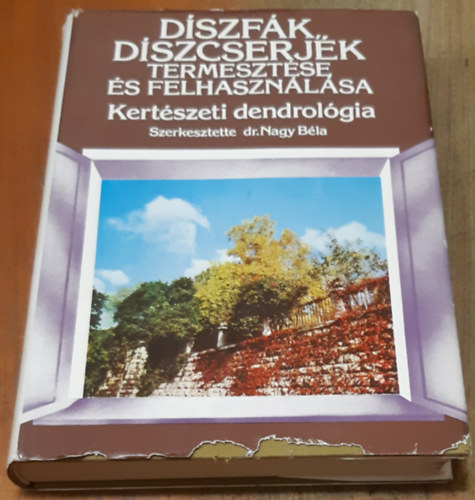 DÍSZFÁK
DÍSZCSERJÉK
TERMESZTÉSE
ÉS FELHASZNÁLÁSA
Kertészeti dendrológia
Szerkesztette dr. Nagy Béla